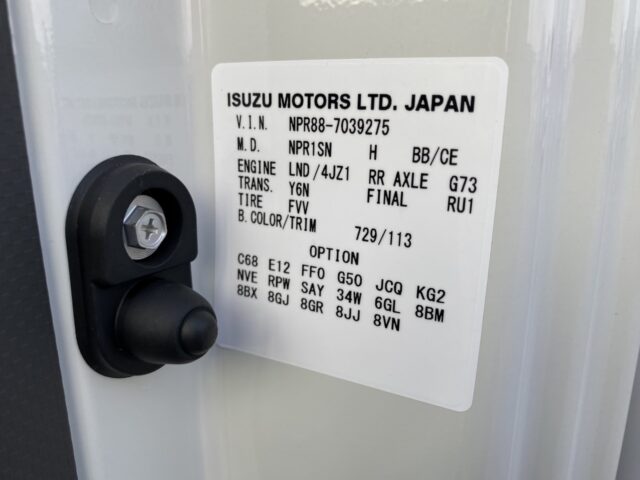 ISUZU MOTORS LTD. JAPAN
V.I.N. NPR88-7039275
M.D. NPR1SN H BB/CE
ENGINE LND/4JZ1 RR AXLE G73
TRANS. Y6N FINAL RU1
TIRE FVV
B.COLOR/TRIM 729/113
OPTION
C68 E12 FFO G50 JCQ KG2
NVE RPW SAY 34W 6GL 8BM
8BX 8GJ 8GR 8JJ 8VN